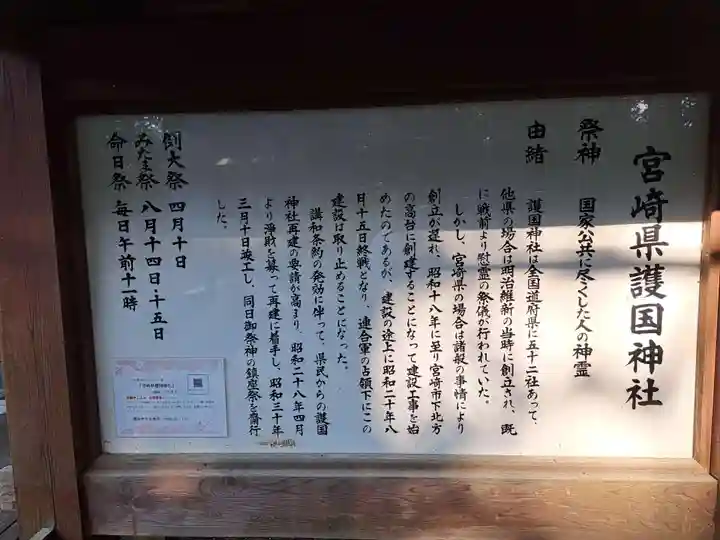 宮崎県護国神社
祭神 国家公共に尽くした人の神霊
由緒
護国神社は全国道府県に五十二社あって、
他県の場合は明治維新の当時に創立され、既
に戦前より慰霊の祭儀が行われていた。
しかし、宮崎県の場合は諸般の事情により
創立が遅れ、昭和十八年に至り宮崎市下北方
の高台に創建することになって建設工事を始
めたのであるが、建設の途上に昭和二十年八
月十五日終戦となり、連合軍の占領下にこの
建設は取り止めることになった。
講和条約の発効に伴って、県民からの護国
神社再建の要請が高まり、昭和二十八年四月
より浄財を募って再建に着手し、昭和三十年
三月十日竣工し、同日御祭神の鎮座祭を斎行
した。
例大祭 四月十日
みたま祭 八月十四日・十五日
命日祭 毎日午前十一時